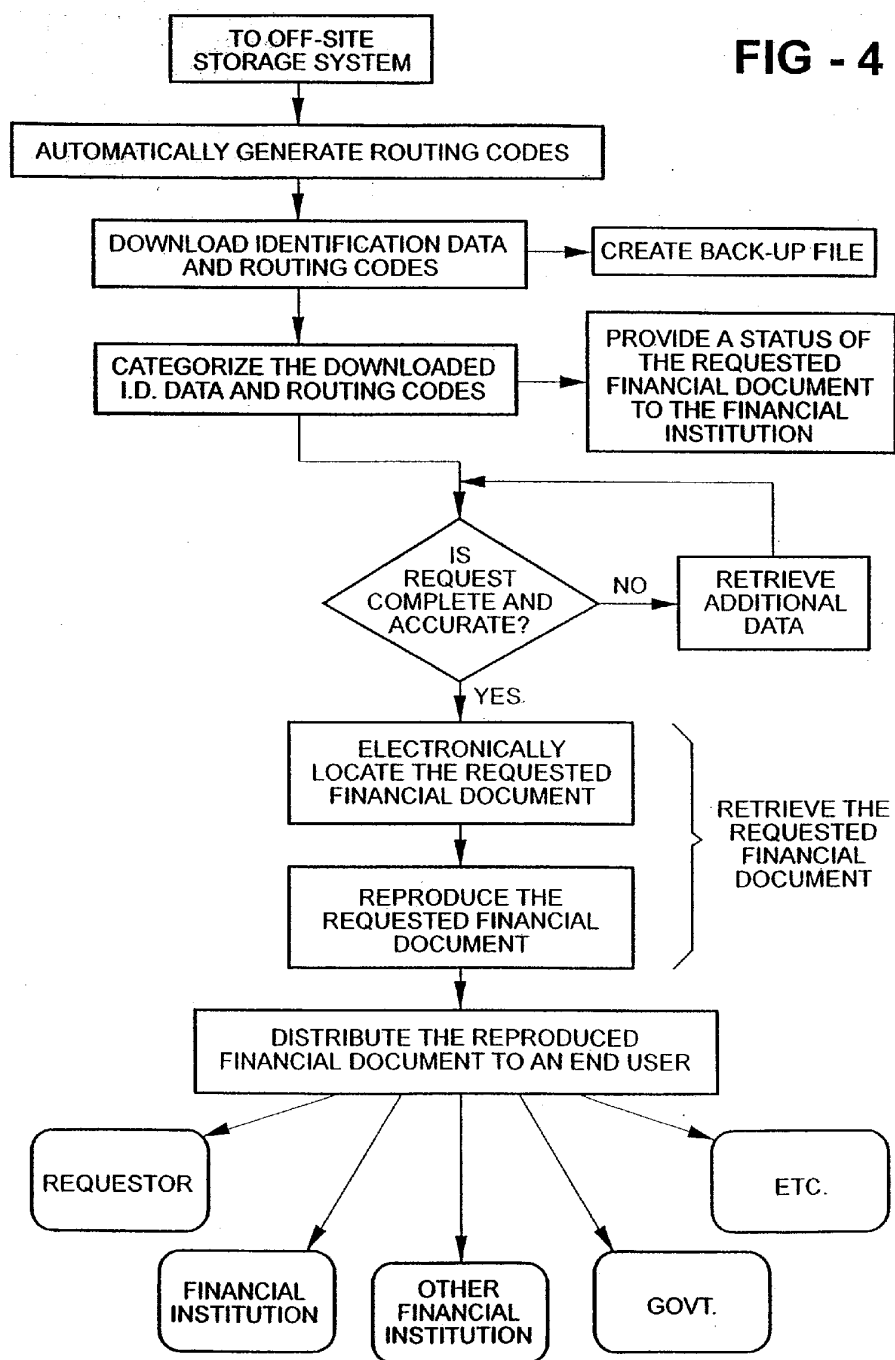 TO OFF-SITE
STORAGE SYSTEM
FIG - 4
AUTOMATICALLY GENERATE ROUTING CODES
DOWNLOAD IDENTIFICATION DATA
AND ROUTING CODES
CREATE BACK-UP FILE
CATEGORIZE THE DOWNLOADED
I.D. DATA AND ROUTING CODES
PROVIDE A STATUS OF
THE REQUESTED
FINANCIAL DOCUMENT
TO THE FINANCIAL
INSTITUTION
IS
REQUEST
COMPLETE AND
ACCURATE?
NO
RETRIEVE
ADDITIONAL
DATA
YES
ELECTRONICALLY
LOCATE THE REQUESTED
FINANCIAL DOCUMENT
REPRODUCE THE
REQUESTED FINANCIAL
DOCUMENT
RETRIEVE THE
REQUESTED
FINANCIAL
DOCUMENT
DISTRIBUTE THE REPRODUCED
FINANCIAL DOCUMENT TO AN END USER
REQUESTOR
FINANCIAL
INSTITUTION
OTHER
FINANCIAL
INSTITUTION
GOVT.
ETC.